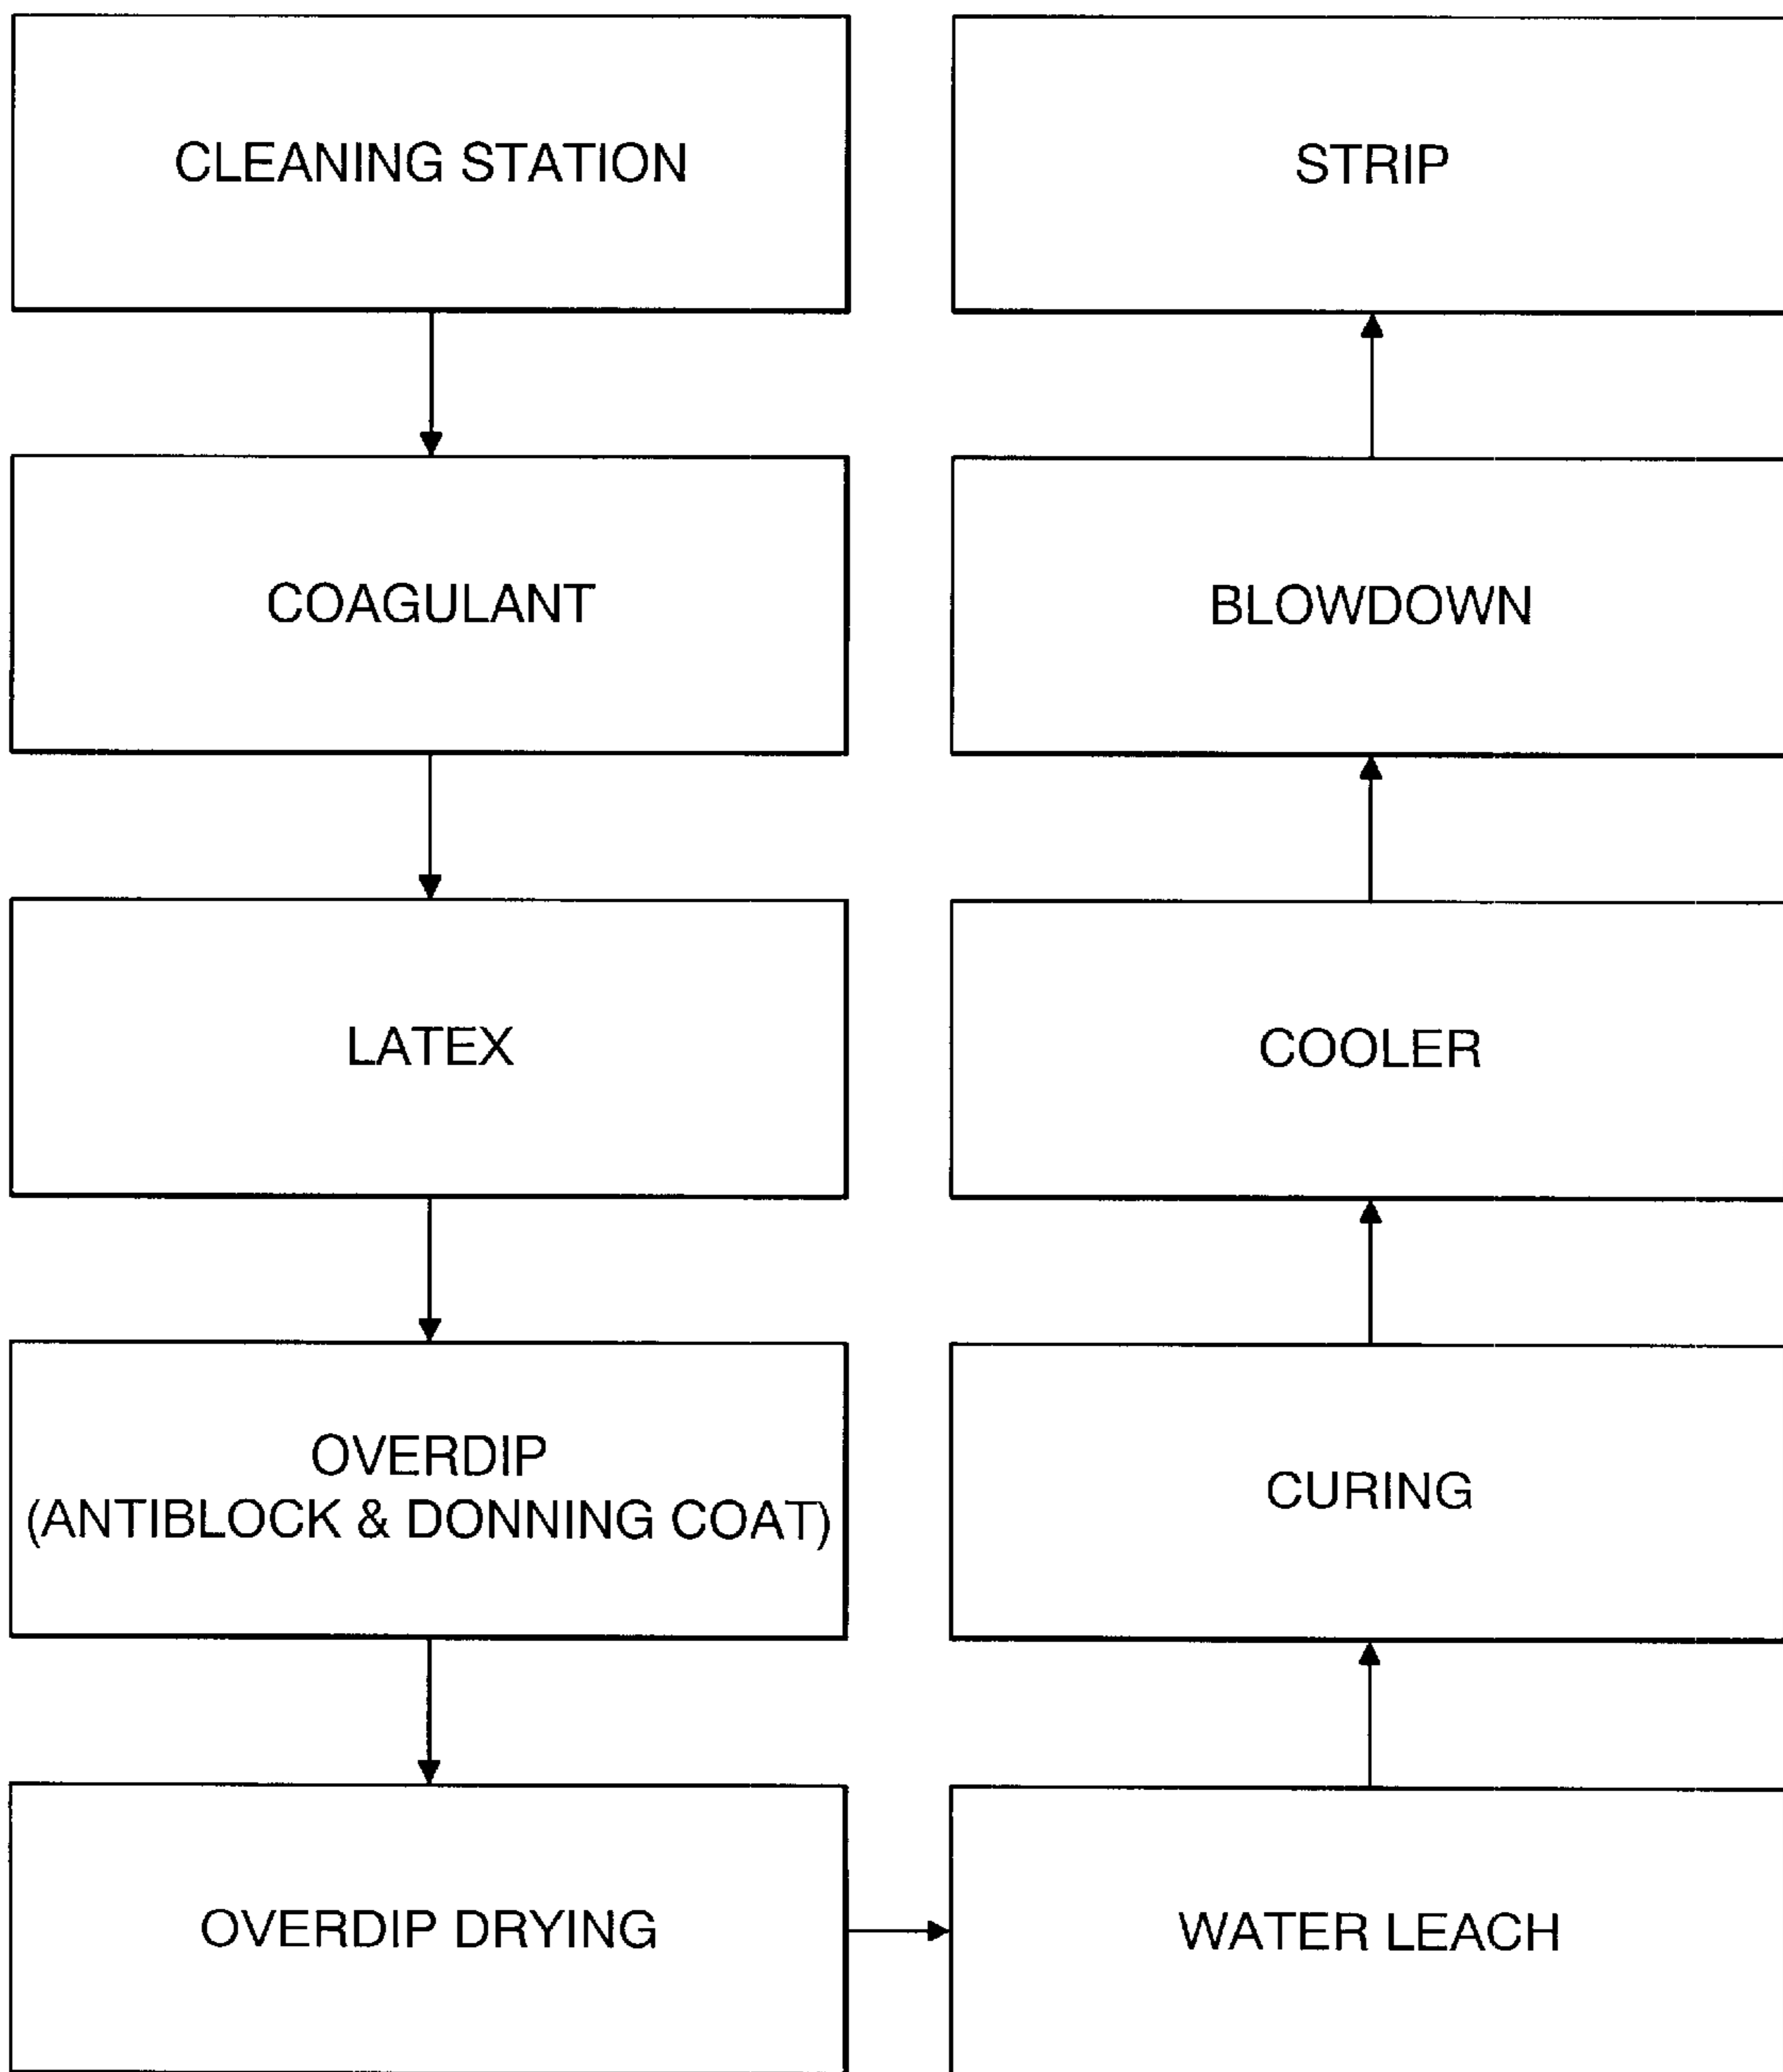 CLEANING STATION
COAGULANT
LATEX
OVERDIP
(ANTIBLOCK & DONNING COAT)
OVERDIP DRYING
WATER LEACH
CURING
COOLER
BLOWDOWN
STRIP